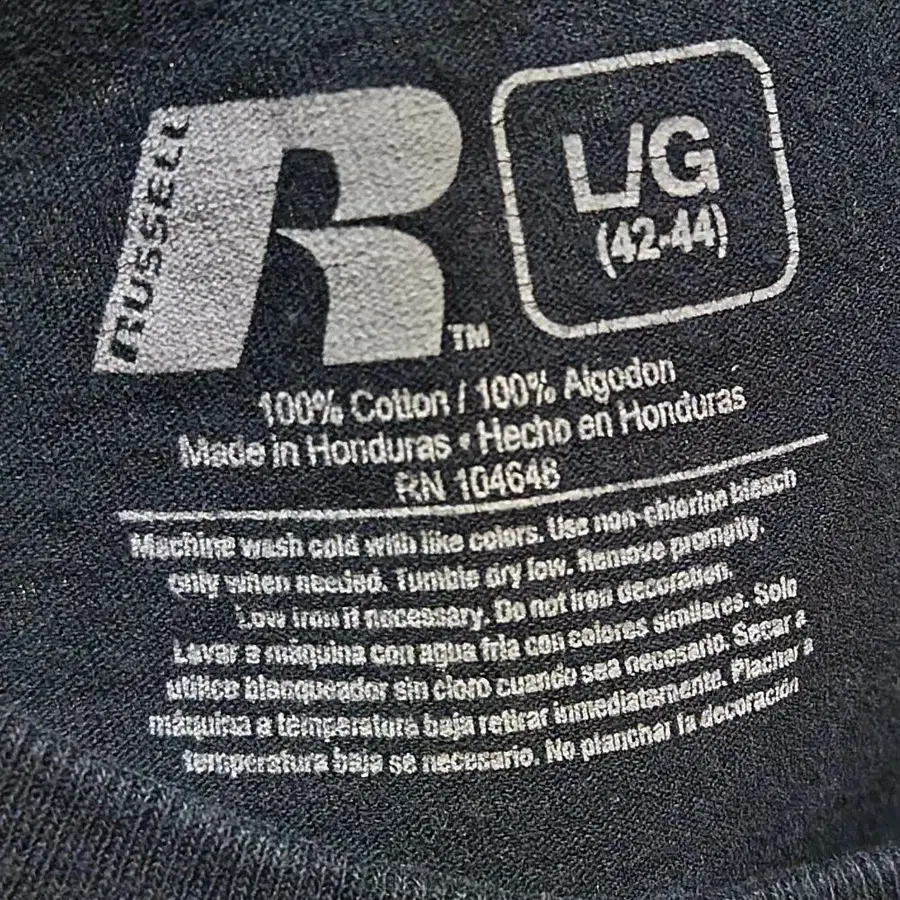 RUSSELL
R
TM
L/G
(42-44)
100% Cotton / 100% Algodon
Made in Honduras • Hecho en Honduras
RN 104648
Machine wash cold with like colors. Use non-chlorine bleach
only when needed. Tumble dry low. Remove promptly.
Low iron if necessary. Do not iron decoration.
Lavar a máquina con agua fria con colores similares. Solo
utilice blanqueador sin cloro cuando sea necesario. Secar a
máquina a temperatura baja retirar inmediatamente. Planchar a
temperatura baja se necesario. No planchar la decoración